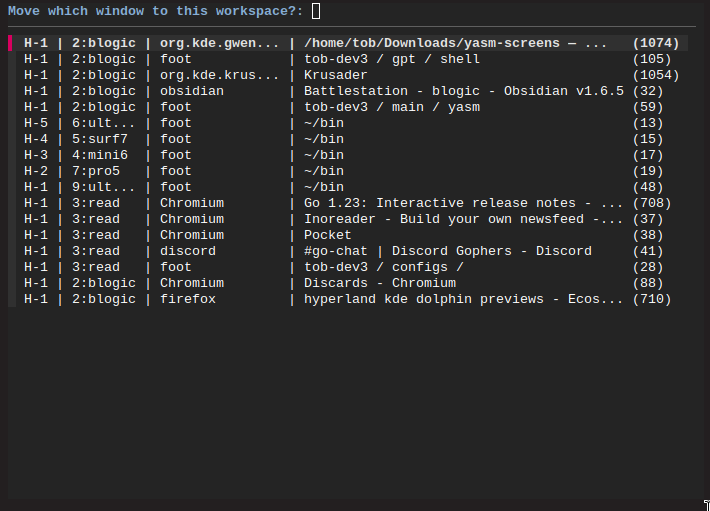 Move which window to this workspace?:
H-1 | 2:blogic | org.kde.gwen... | /home/tob/Downloads/yasm-screens — ... (1074)
H-1 | 2:blogic | foot | tob-dev3 / gpt / shell (105)
H-1 | 2:blogic | org.kde.krus... | Krusader (1054)
H-1 | 2:blogic | obsidian | Battlestation - blogic - Obsidian v1.6.5 (32)
H-1 | 2:blogic | foot | tob-dev3 / main / yasm (59)
H-5 | 6:ult... | foot | ~/bin (13)
H-4 | 5:surf7 | foot | ~/bin (15)
H-3 | 4:mini6 | foot | ~/bin (17)
H-2 | 7:pro5 | foot | ~/bin (19)
H-1 | 9:ult... | foot | ~/bin (48)
H-1 | 3:read | Chromium | Go 1.23: Interactive release notes - ... (708)
H-1 | 3:read | Chromium | Inoreader - Build your own newsfeed -... (37)
H-1 | 3:read | Chromium | Pocket (38)
H-1 | 3:read | discord | #go-chat | Discord Gophers - Discord (41)
H-1 | 3:read | foot | tob-dev3 / configs / (28)
H-1 | 2:blogic | Chromium | Discards - Chromium (88)
H-1 | 2:blogic | firefox | hyperland kde dolphin previews - Ecos... (710)